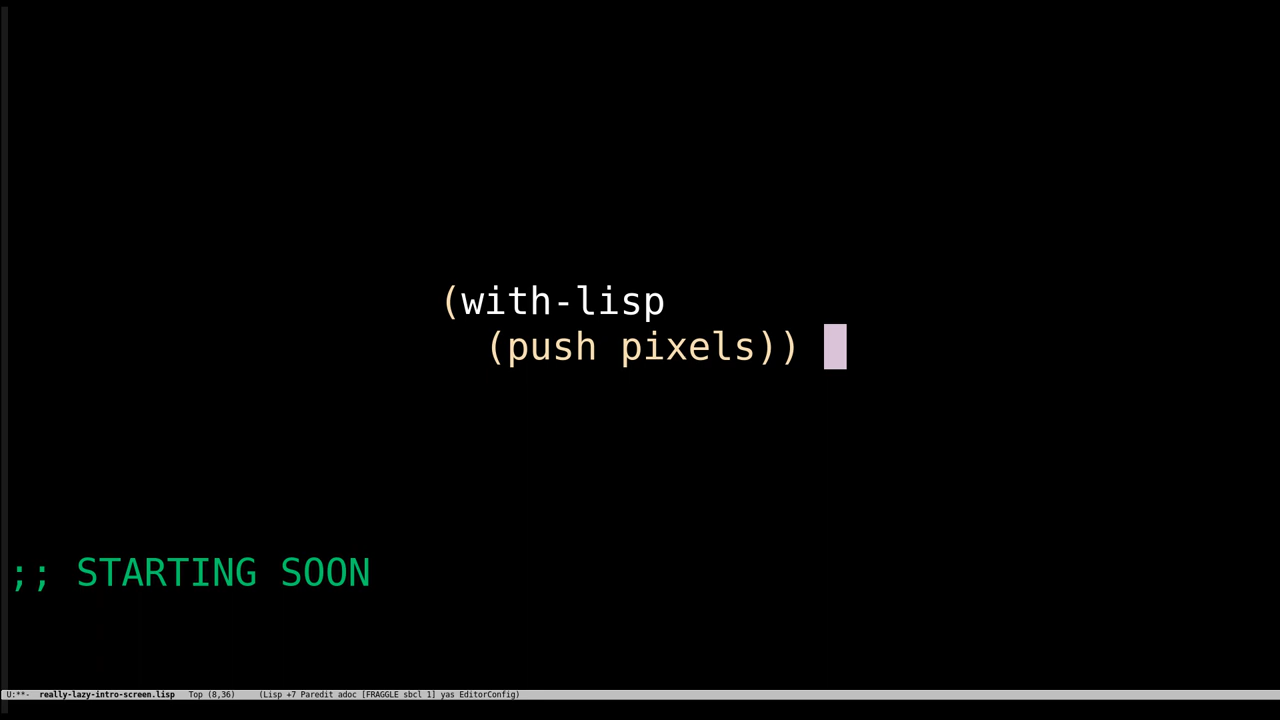 (with-lisp
(push pixels))
;; STARTING SOON
U:**- really-lazy-intro-screen.lisp Top (8,36) (Lisp +7 Paredit adoc [FRAGGLE sbcl 1] yas EditorConfig)